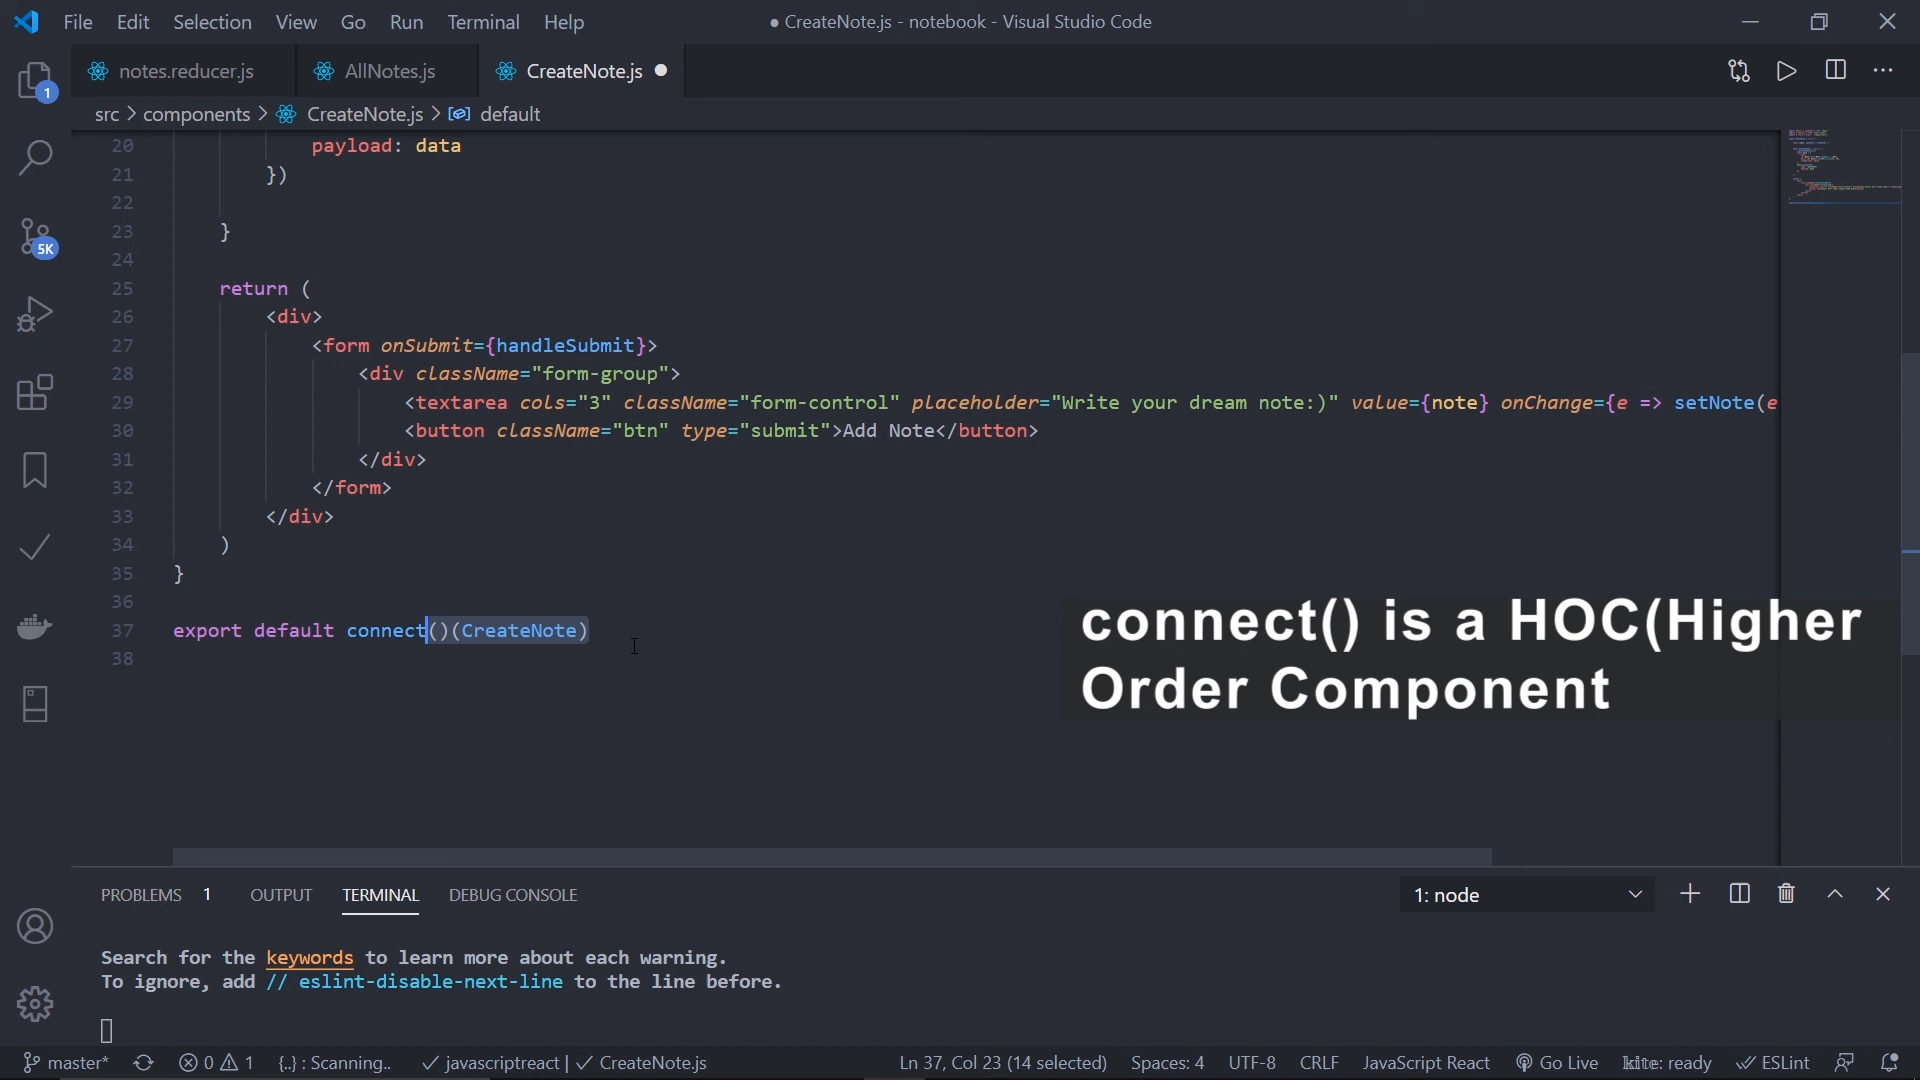 File Edit Selection View Go Run Terminal Help
● CreateNote.js - notebook - Visual Studio Code
notes.reducer.js AllNotes.js CreateNote.js
src > components > CreateNote.js > default
1
5K
20 payload: data
21 })
22
23 }
24
25 return (
26 <div>
27 <form onSubmit={handleSubmit}>
28 <div className="form-group">
29 <textarea cols="3" className="form-control" placeholder="Write your dream note:)" value={note} onChange={e => setNote(e
30 <button className="btn" type="submit">Add Note</button>
31 </div>
32 </form>
33 </div>
34 )
35 }
36
37 export default connect()(CreateNote)
38
connect() is a HOC(Higher
Order Component
PROBLEMS 1 OUTPUT TERMINAL DEBUG CONSOLE
1: node
Search for the keywords to learn more about each warning.
To ignore, add // eslint-disable-next-line to the line before.
master* 0 1 {..} : Scanning.. javascriptreact | CreateNote.js Ln 37, Col 23 (14 selected) Spaces: 4 UTF-8 CRLF JavaScript React Go Live kite: ready ESLint